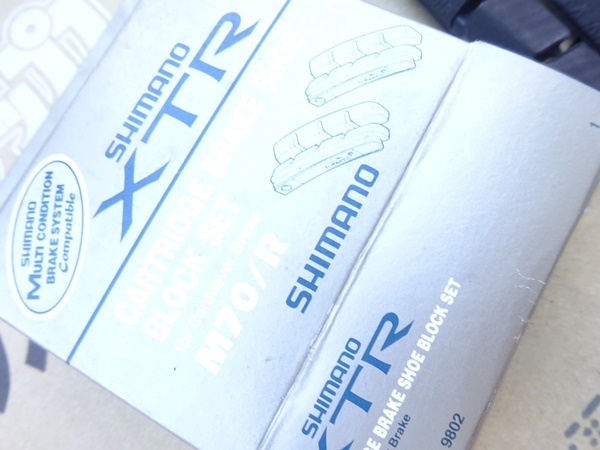 SHIMANO
XTR
SHIMANO
MULTI CONDITION
BRAKE SYSTEM
Compatible
CARTRIDGE BRAKE SHOE
BLOCK SET
M70/R
SHIMANO
SHIMANO
XTR
BRAKE SHOE BLOCK SET
Brake
9802